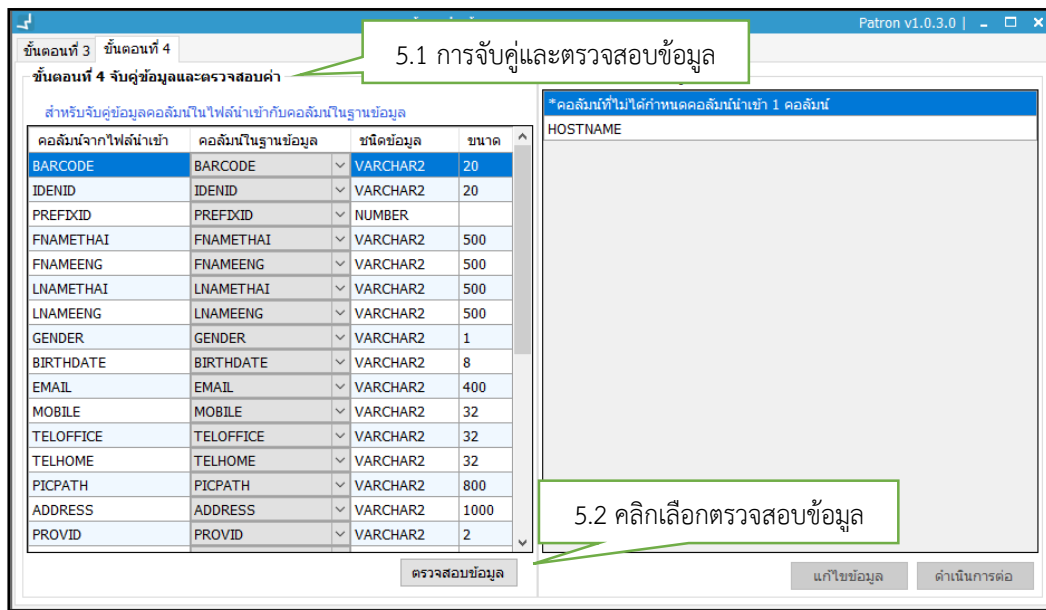 Patron v1.0.3.0 |
ขั้นตอนที่ 3 ขั้นตอนที่ 4
5.1 การจับคู่และตรวจสอบข้อมูล
ขั้นตอนที่ 4 จับคู่ข้อมูลและตรวจสอบค่า
สำหรับจับคู่ข้อมูลคอลัมน์ในไฟล์นำเข้ากับคอลัมน์ในฐานข้อมูล
คอลัมน์จากไฟล์นำเข้า คอลัมน์ในฐานข้อมูล ชนิดข้อมูล ขนาด
BARCODE BARCODE VARCHAR2 20
IDENID IDENID VARCHAR2 20
PREFIXID PREFIXID NUMBER
FNAMETHAI FNAMETHAI VARCHAR2 500
FNAMEENG FNAMEENG VARCHAR2 500
LNAMETHAI LNAMETHAI VARCHAR2 500
LNAMEENG LNAMEENG VARCHAR2 500
GENDER GENDER VARCHAR2 1
BIRTHDATE BIRTHDATE VARCHAR2 8
EMAIL EMAIL VARCHAR2 400
MOBILE MOBILE VARCHAR2 32
TELOFFICE TELOFFICE VARCHAR2 32
TELHOME TELHOME VARCHAR2 32
PICPATH PICPATH VARCHAR2 800
ADDRESS ADDRESS VARCHAR2 1000
PROVID PROVID VARCHAR2 2
ตรวจสอบข้อมูล
*คอลัมน์ที่ไม่ได้กำหนดคอลัมน์นำเข้า 1 คอลัมน์
HOSTNAME
5.2 คลิกเลือกตรวจสอบข้อมูล
แก้ไขข้อมูล ดำเนินการต่อ